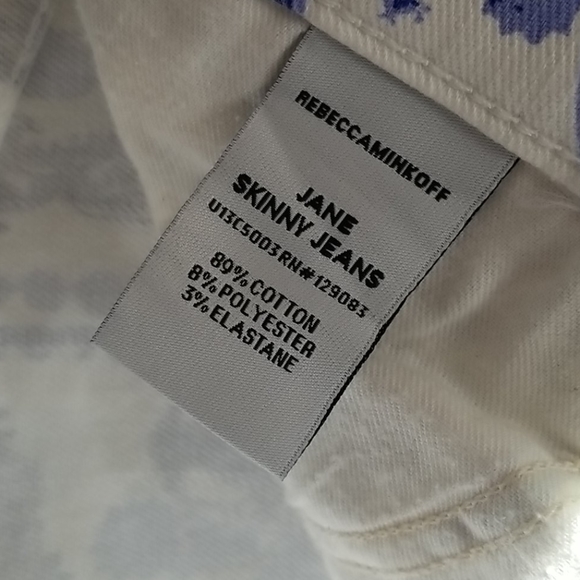 REBECCAMINKOFF
JANE
SKINNY JEANS
U13C5003 RN#129083
89% COTTON
8% POLYESTER
3% ELASTANE